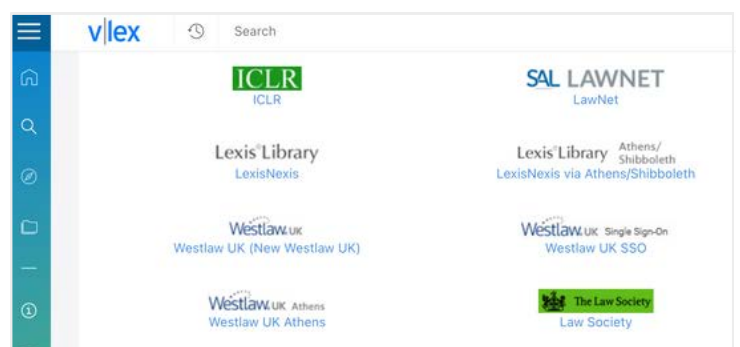 v|lex Search
ICLR
ICLR
SAL LAWNET
LawNet
Lexis®Library
LexisNexis
Lexis®Library Athens/
Shibboleth
LexisNexis via Athens/Shibboleth
Westlaw UK
Westlaw UK (New Westlaw UK)
Westlaw UK Single Sign-On
Westlaw UK SSO
Westlaw UK Athens
Westlaw UK Athens
The Law Society
Law Society